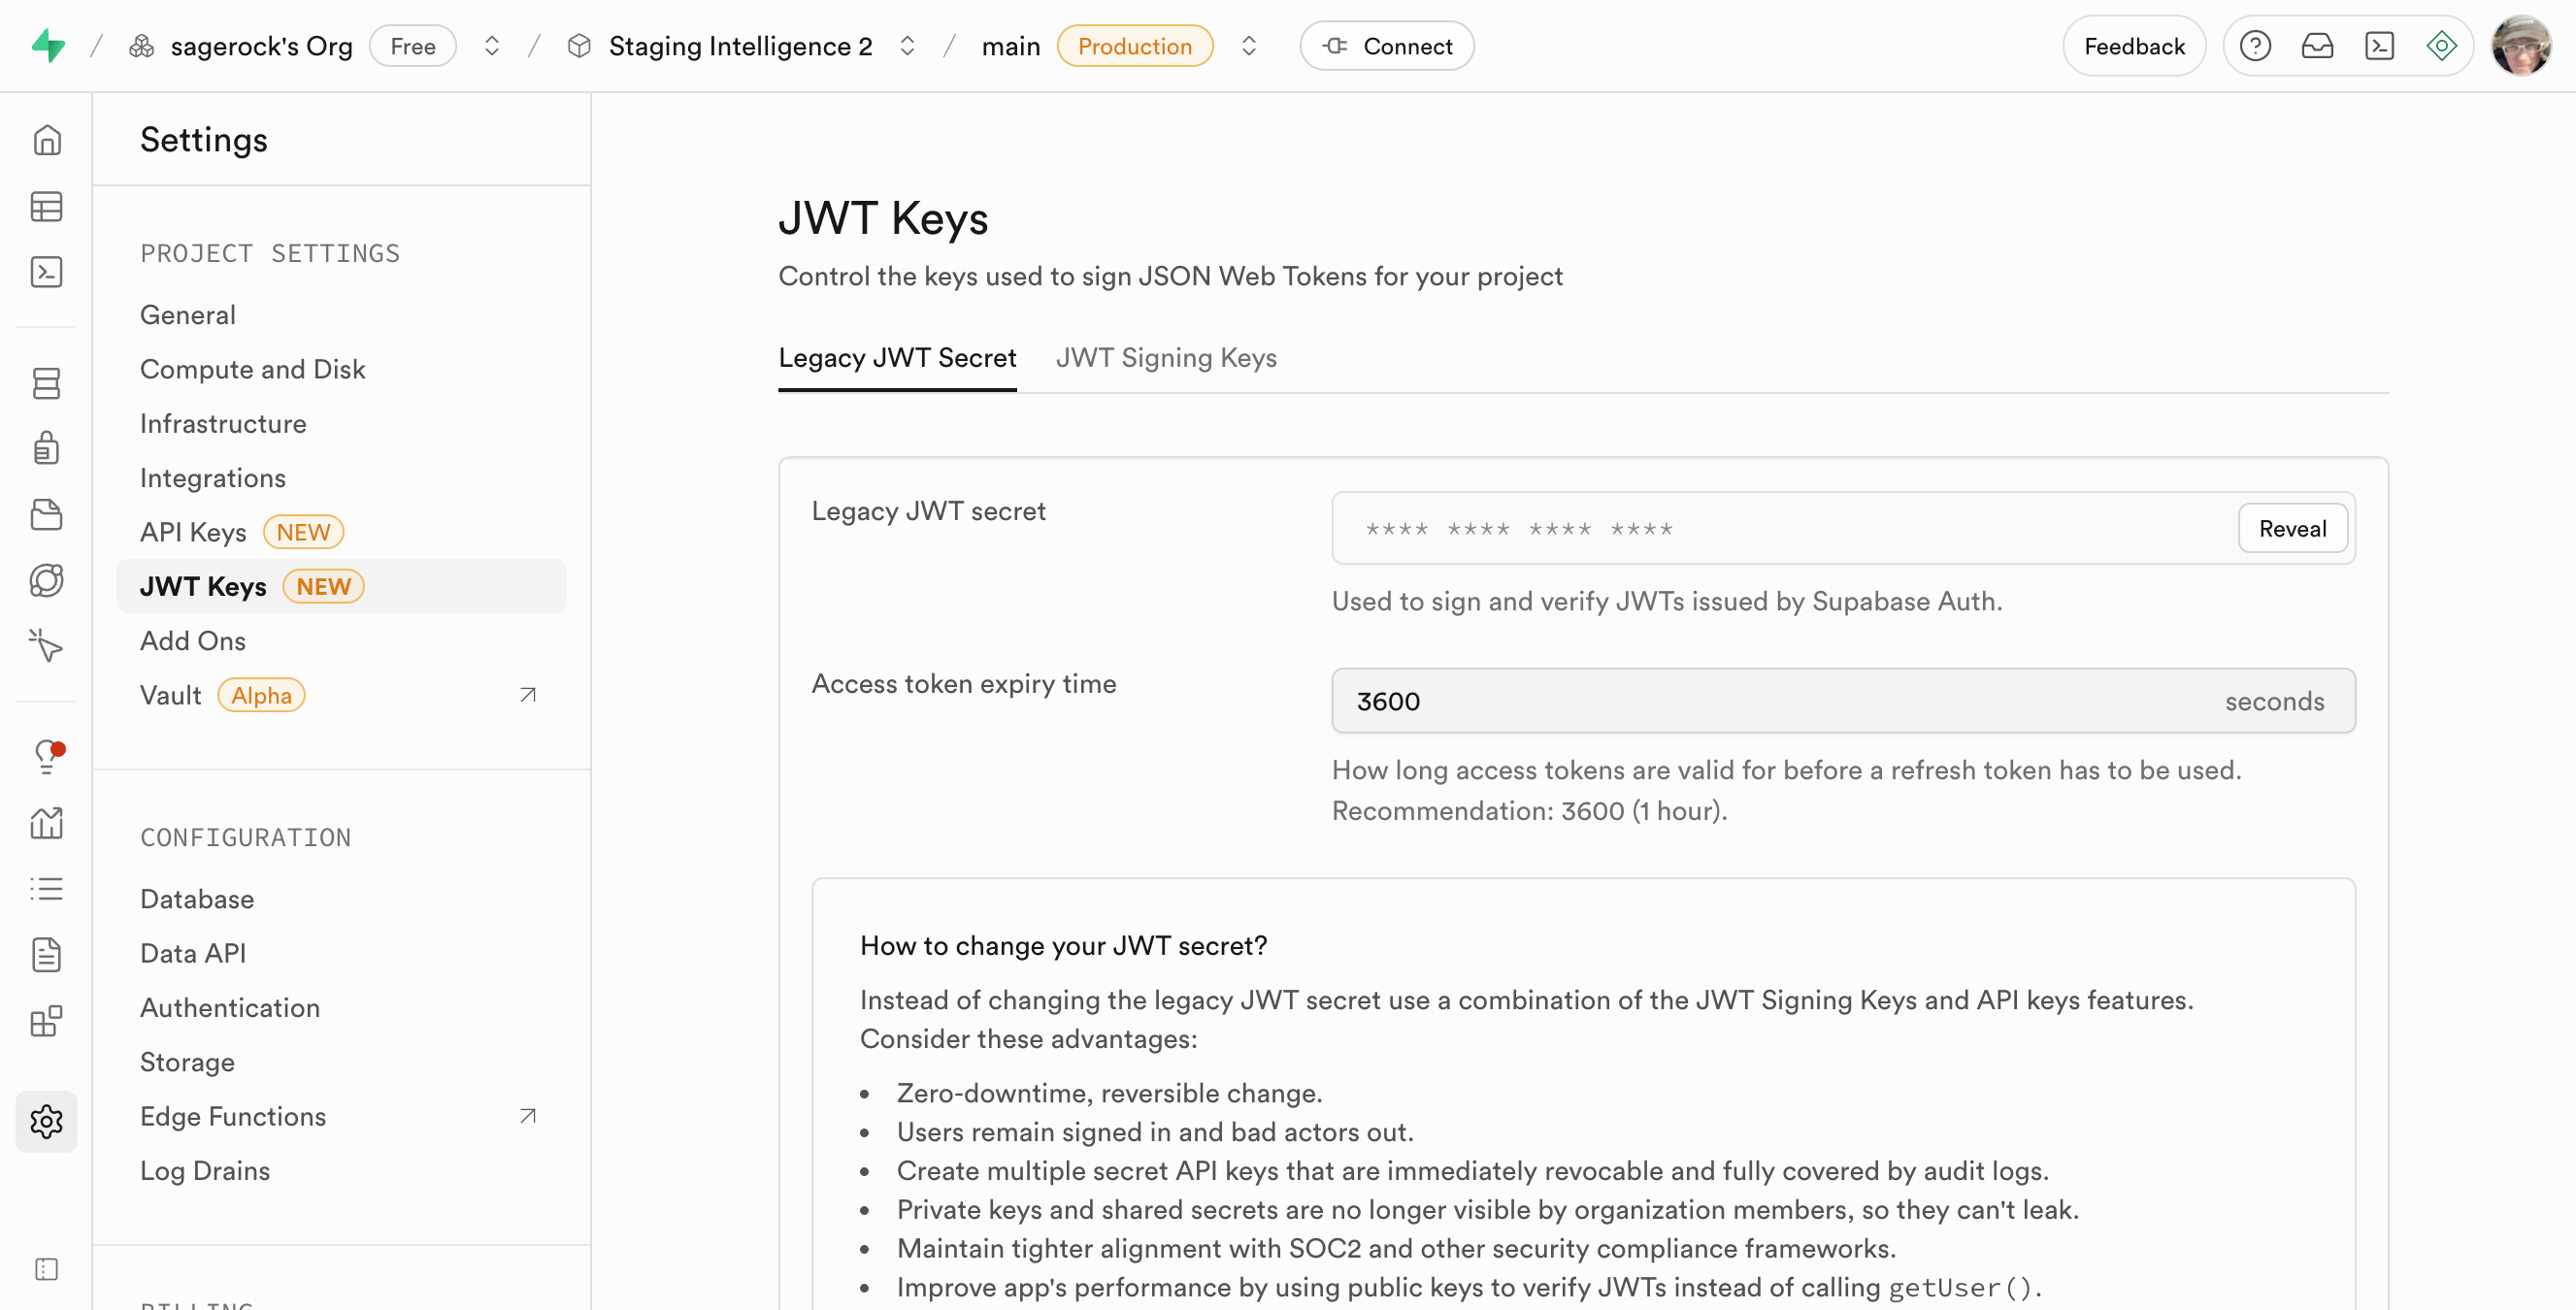 sagerock's Org Free / Staging Intelligence 2 / main Production Connect Feedback
Settings
PROJECT SETTINGS
General
Compute and Disk
Infrastructure
Integrations
API Keys NEW
JWT Keys NEW
Add Ons
Vault Alpha
CONFIGURATION
Database
Data API
Authentication
Storage
Edge Functions
Log Drains
JWT Keys
Control the keys used to sign JSON Web Tokens for your project
Legacy JWT Secret JWT Signing Keys
Legacy JWT secret
**** **** **** **** Reveal
Used to sign and verify JWTs issued by Supabase Auth.
Access token expiry time
3600 seconds
How long access tokens are valid for before a refresh token has to be used.
Recommendation: 3600 (1 hour).
How to change your JWT secret?
Instead of changing the legacy JWT secret use a combination of the JWT Signing Keys and API keys features.
Consider these advantages:
• Zero-downtime, reversible change.
• Users remain signed in and bad actors out.
• Create multiple secret API keys that are immediately revocable and fully covered by audit logs.
• Private keys and shared secrets are no longer visible by organization members, so they can't leak.
• Maintain tighter alignment with SOC2 and other security compliance frameworks.
• Improve app's performance by using public keys to verify JWTs instead of calling getUser().